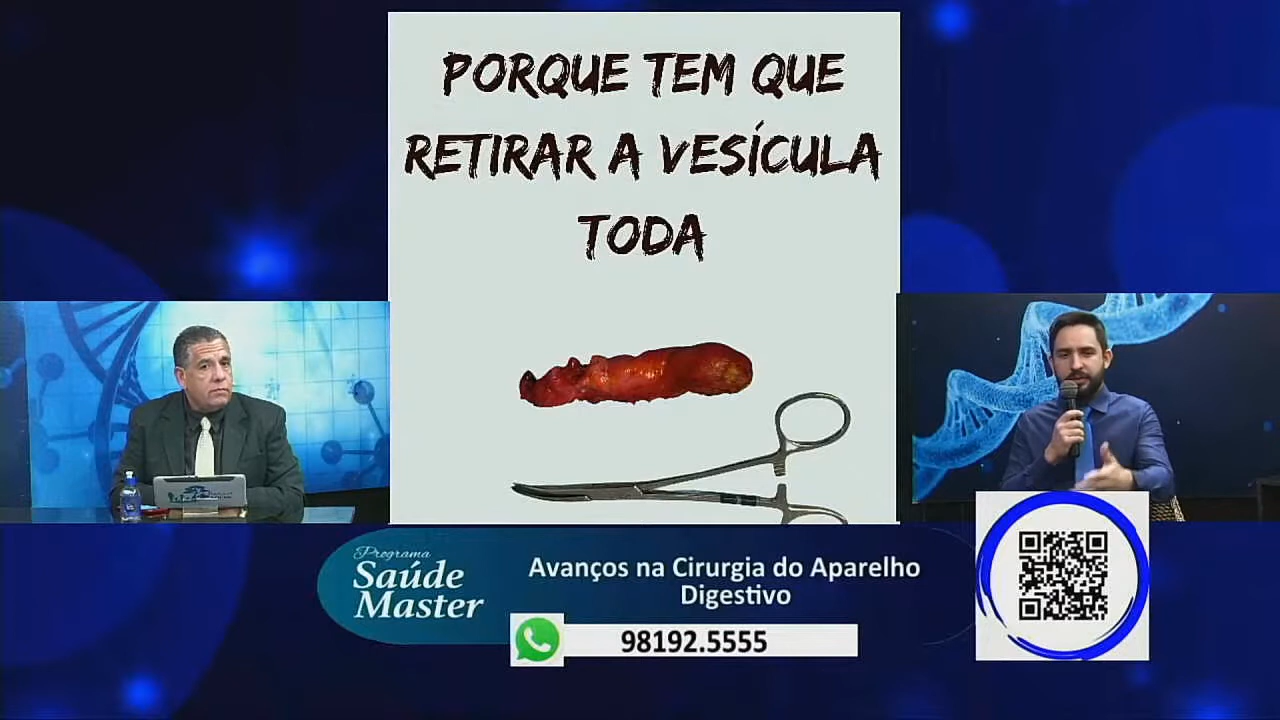 PORQUE TEM QUE
RETIRAR A VESÍCULA
TODA
Programa
Saúde
Master
Avanços na Cirurgia do Aparelho
Digestivo
98192.5555